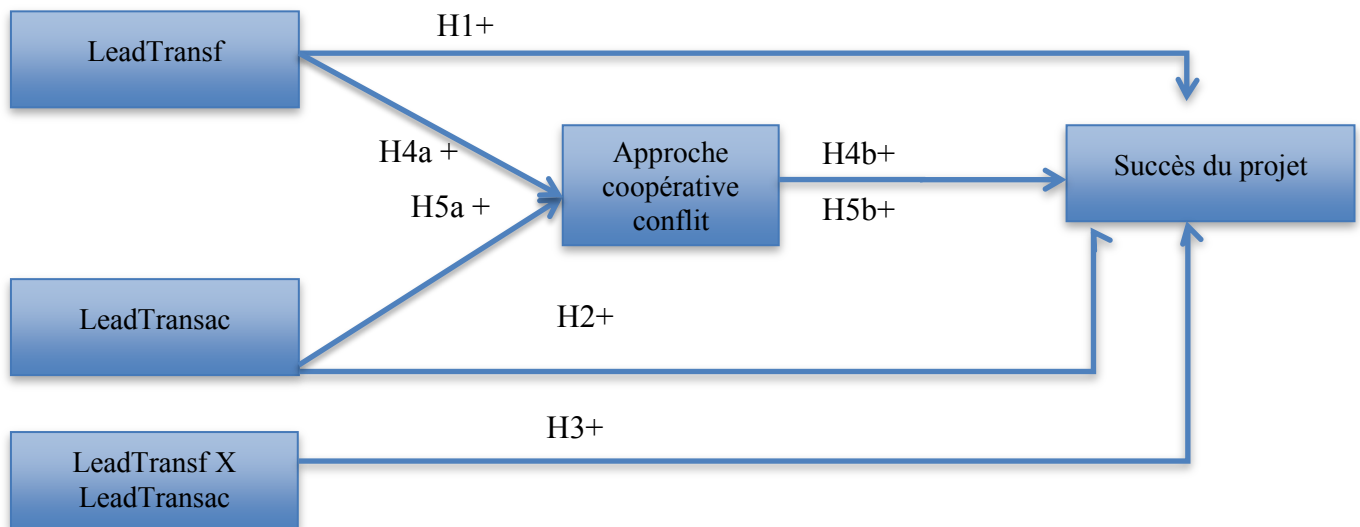 H1+
LeadTransf
H4a +
Approche
coopérative
conflit
H4b+
Succès du projet
H5a +
H5b+
LeadTransac
H2+
H3+
LeadTransf X
LeadTransac